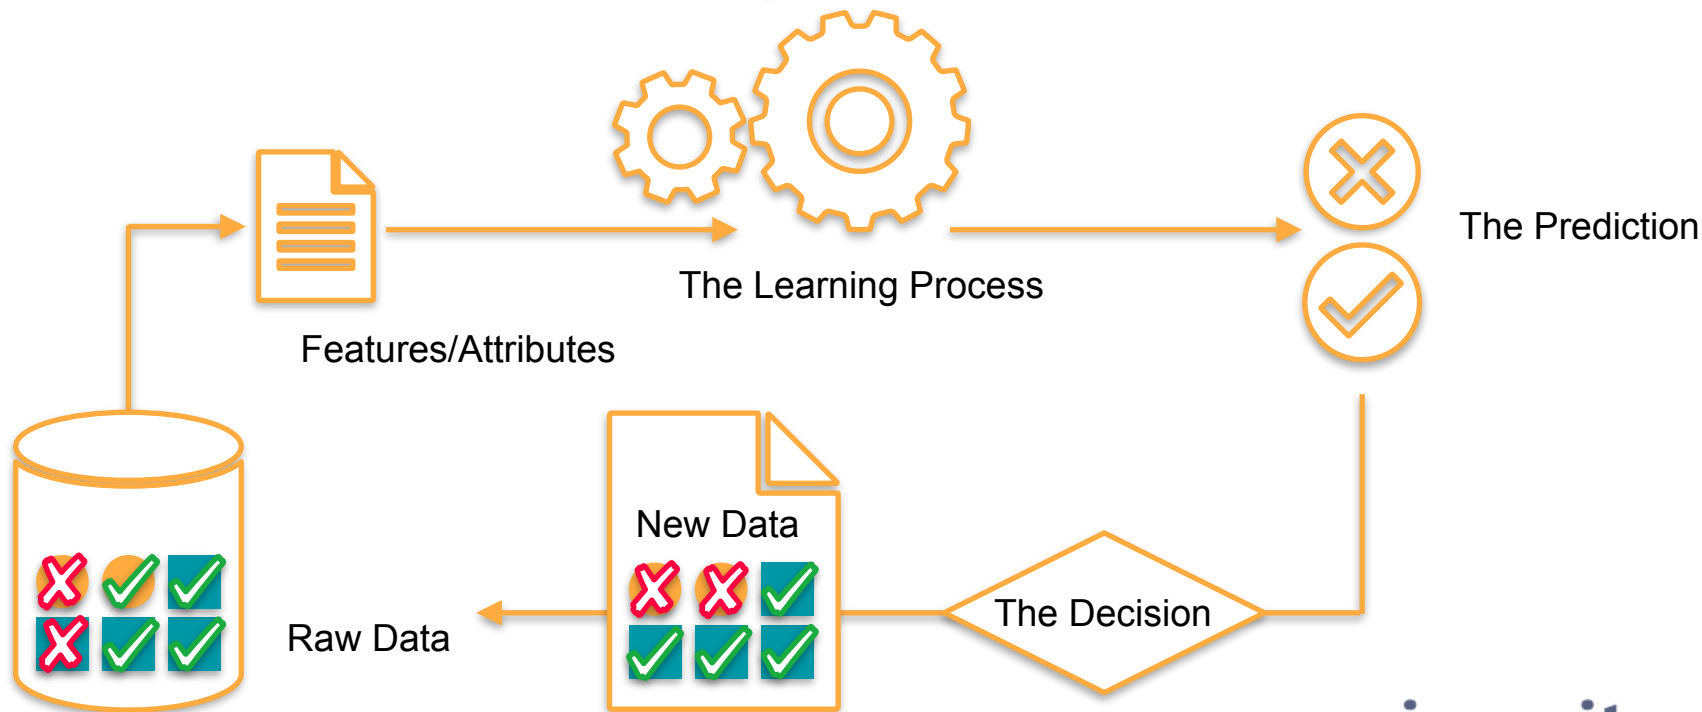 The Prediction
The Learning Process
Features/Attributes
New Data
The Decision
Raw Data